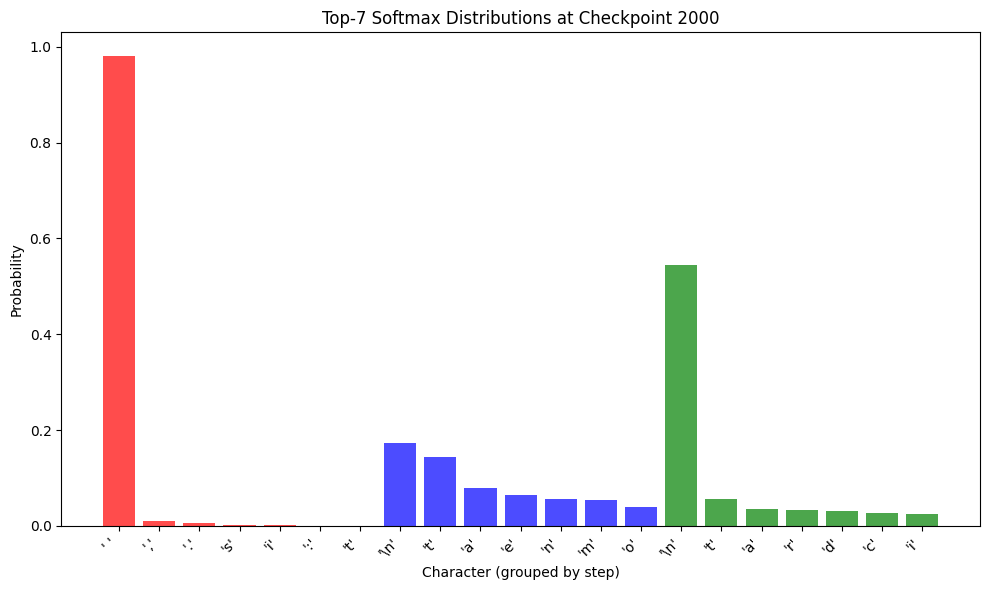 Top-7 Softmax Distributions at Checkpoint 2000
Probability
1.0
0.8
0.6
0.4
0.2
0.0
' '
','
'.'
's'
'i'
':'
't'
'\n'
't'
'a'
'e'
'n'
'm'
'o'
'\n'
't'
'a'
'r'
'd'
'c'
'i'
Character (grouped by step)